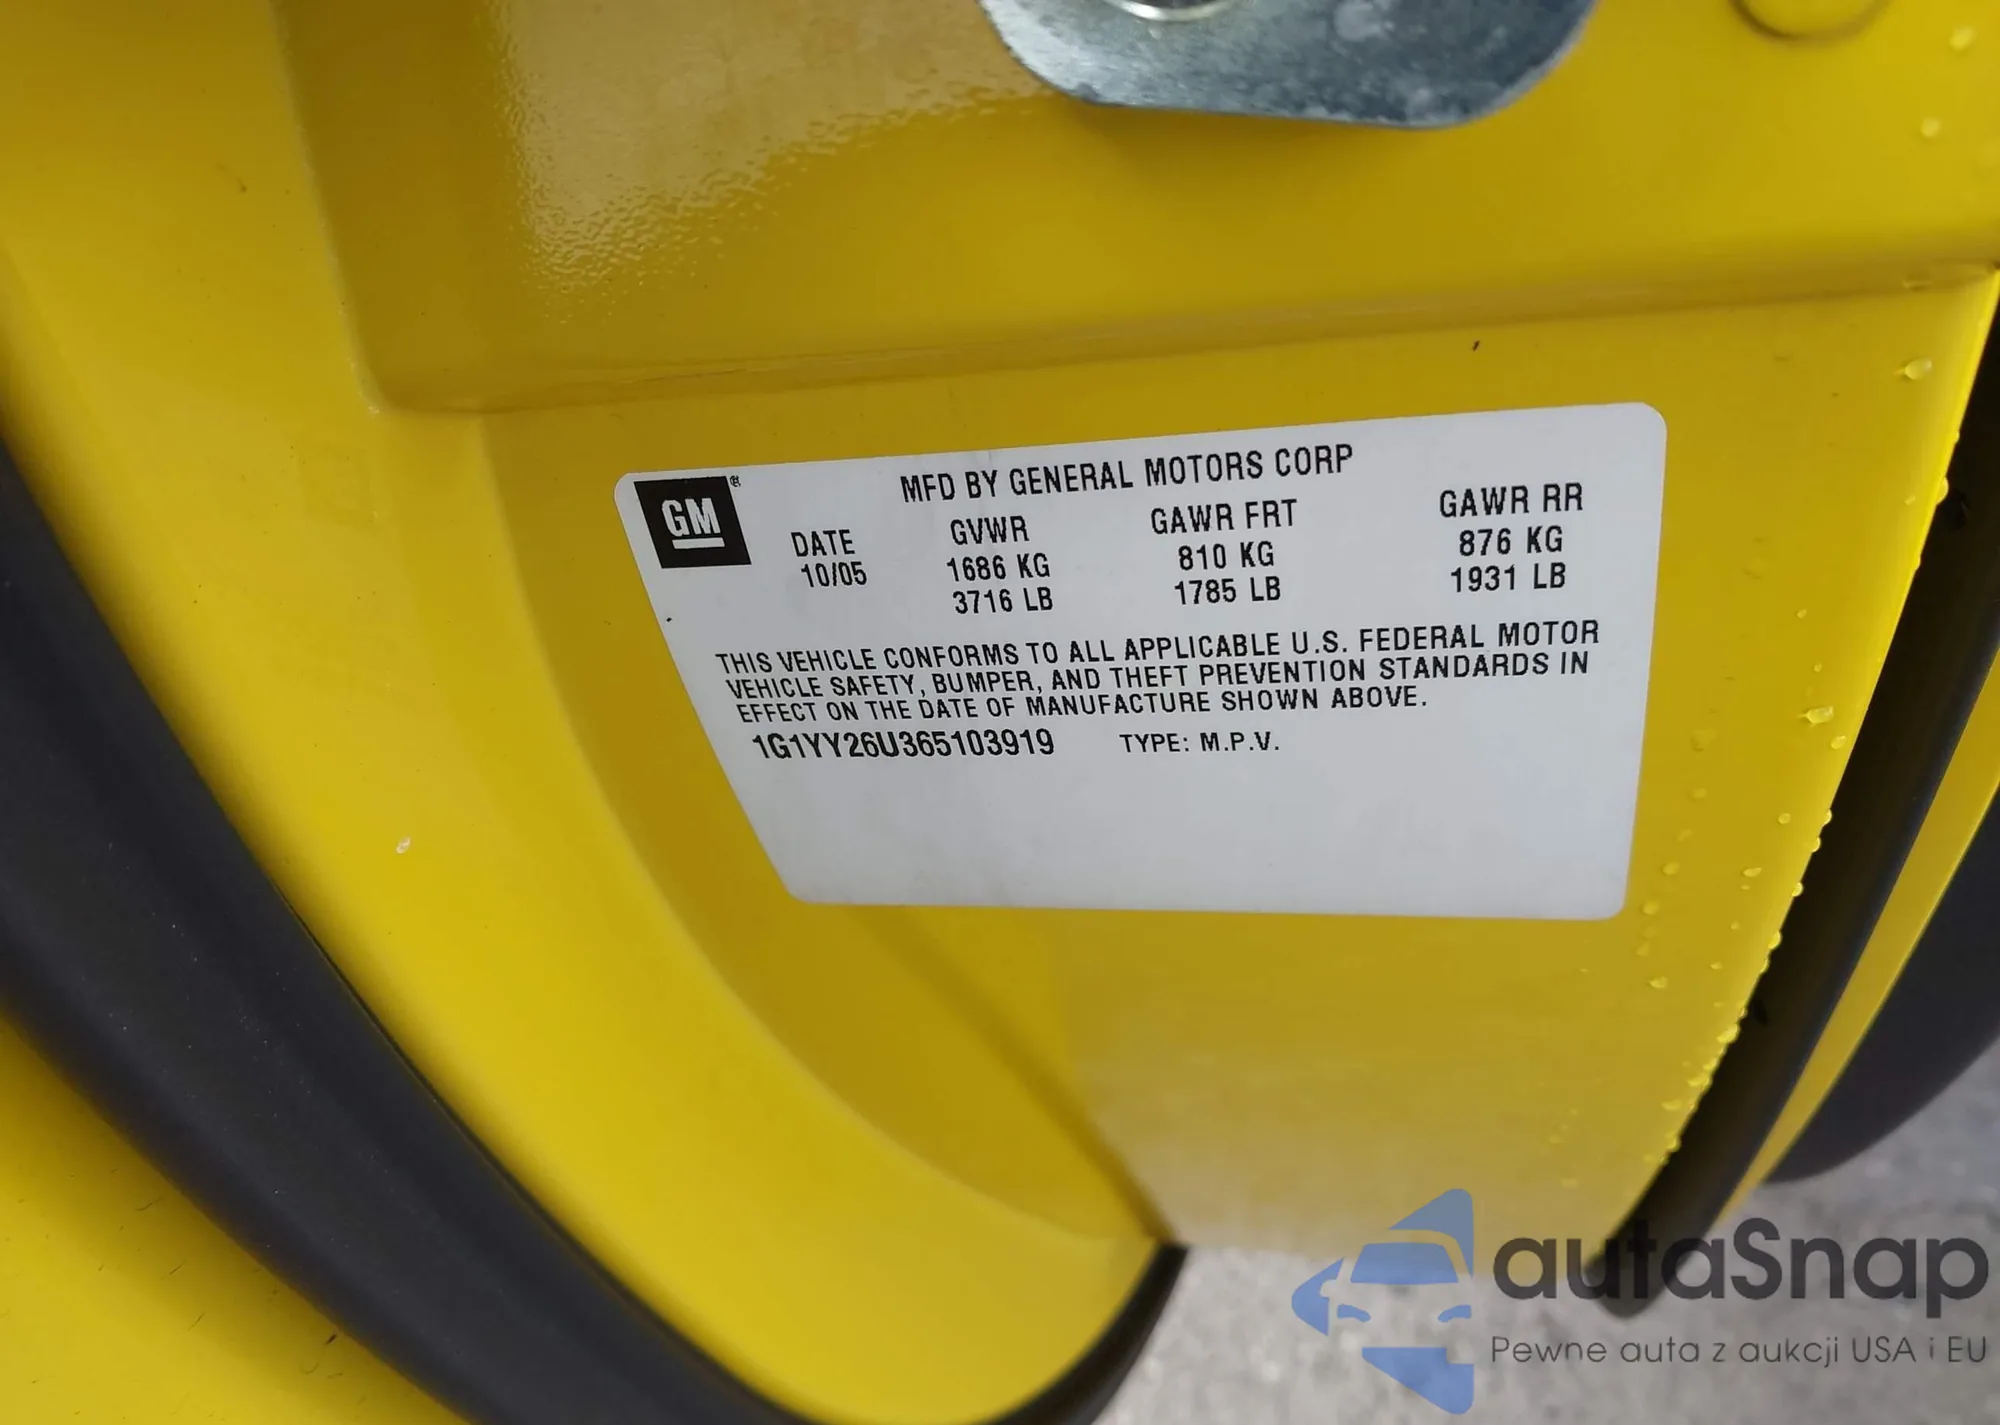 GM®
MFD BY GENERAL MOTORS CORP
DATE GVWR GAWR FRT GAWR RR
10/05 1686 KG 810 KG 876 KG
3716 LB 1785 LB 1931 LB
THIS VEHICLE CONFORMS TO ALL APPLICABLE U.S. FEDERAL MOTOR
VEHICLE SAFETY, BUMPER, AND THEFT PREVENTION STANDARDS IN
EFFECT ON THE DATE OF MANUFACTURE SHOWN ABOVE.
1G1YY26U365103919 TYPE: M.P.V.
autaSnap
Pewne auta z aukcji USA i EU